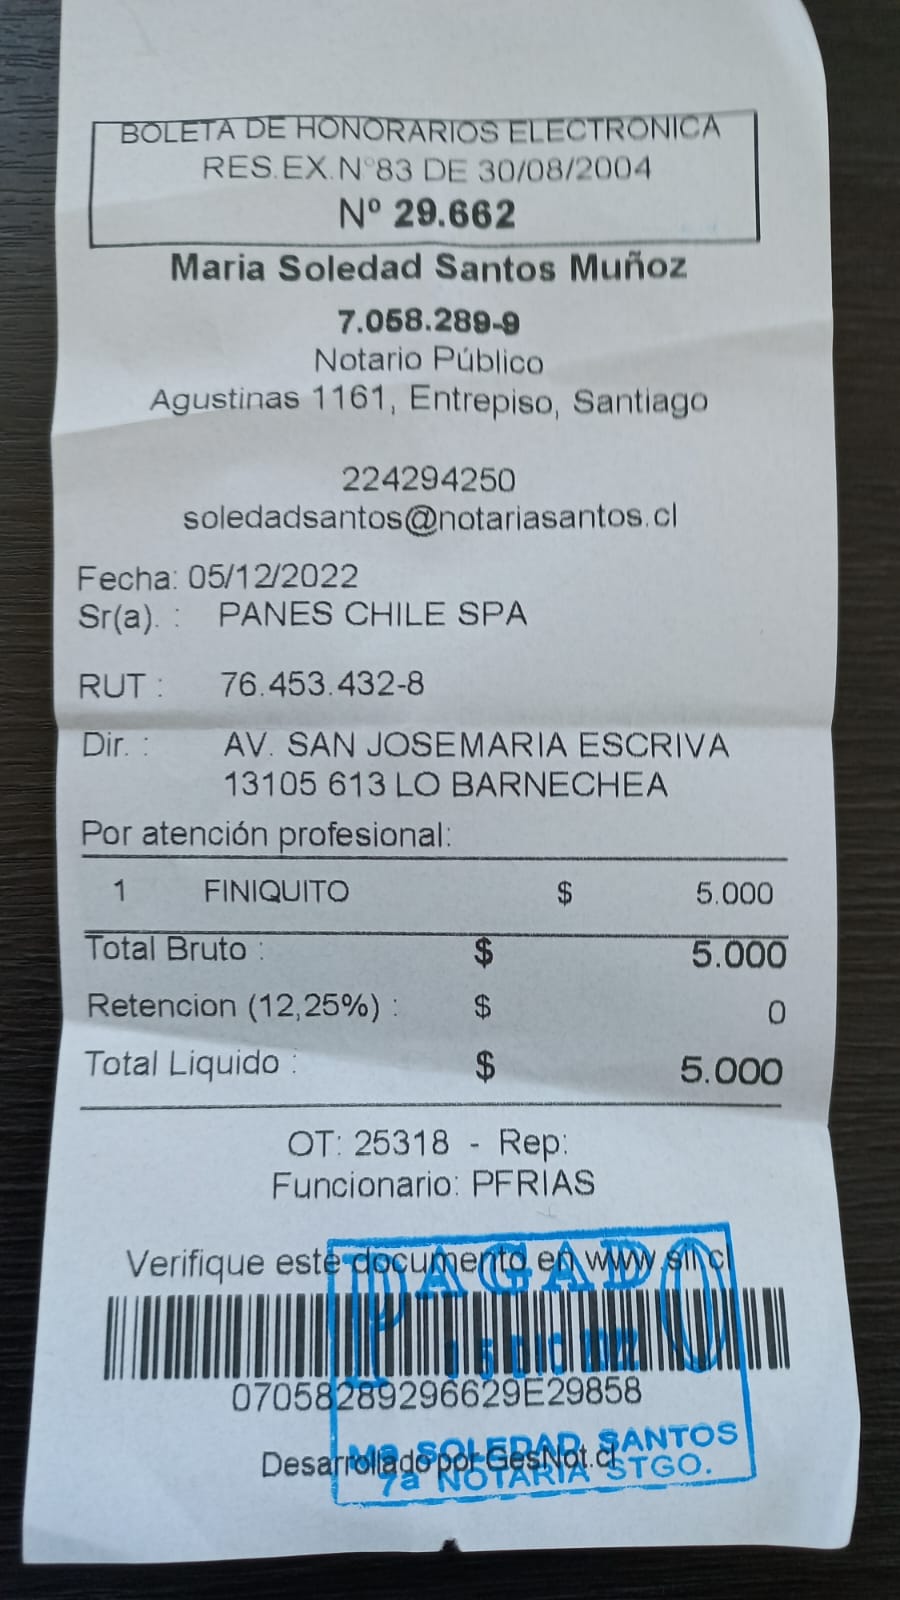 BOLETA DE HONORARIOS ELECTRONICA
RES.EX.N°83 DE 30/08/2004
Nº 29.662
Maria Soledad Santos Muñoz
7.058.289-9
Notario Público
Agustinas 1161, Entrepiso, Santiago
224294250
soledadsantos@notariasantos.cl
Fecha: 05/12/2022
Sr(a). : PANES CHILE SPA
RUT : 76.453.432-8
Dir. : AV. SAN JOSEMARIA ESCRIVA
13105 613 LO BARNECHEA
Por atención profesional:
1 FINIQUITO $ 5.000
Total Bruto : $ 5.000
Retencion (12,25%) : $ 0
Total Liquido : $ 5.000
OT: 25318 - Rep:
Funcionario: PFRIAS
Verifique este documento en www.sii.cl
PAGADO
05 DIC 2022
07058289296629E29858
Mª SOLEDAD SANTOS
Desarrollado por GesNot.cl
7a NOTARIA STGO.